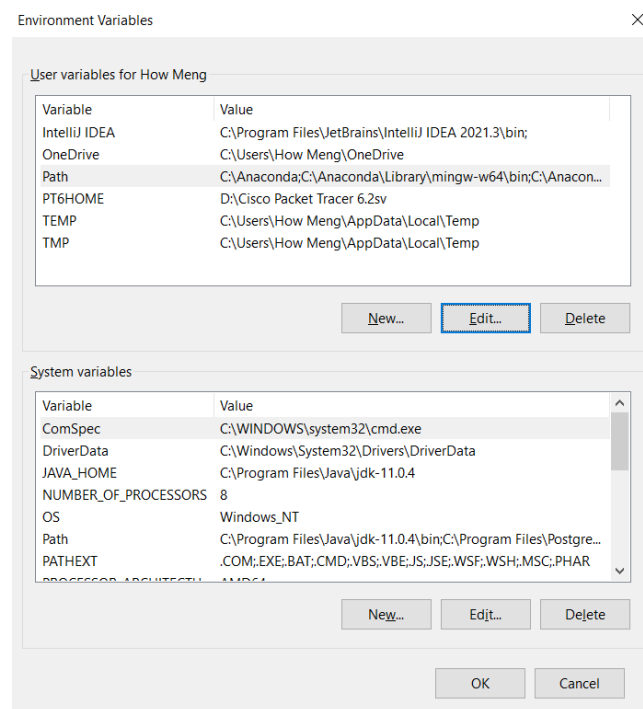 Environment Variables
User variables for How Meng
Variable Value
IntelliJ IDEA C:\Program Files\JetBrains\IntelliJ IDEA 2021.3\bin;
OneDrive C:\Users\How Meng\OneDrive
Path C:\Anaconda;C:\Anaconda\Library\mingw-w64\bin;C:\Anacon...
PT6HOME D:\Cisco Packet Tracer 6.2sv
TEMP C:\Users\How Meng\AppData\Local\Temp
TMP C:\Users\How Meng\AppData\Local\Temp
New... Edit... Delete
System variables
Variable Value
ComSpec C:\WINDOWS\system32\cmd.exe
DriverData C:\Windows\System32\Drivers\DriverData
JAVA_HOME C:\Program Files\Java\jdk-11.0.4
NUMBER_OF_PROCESSORS 8
OS Windows_NT
Path C:\Program Files\Java\jdk-11.0.4\bin;C:\Program Files\Postgre...
PATHEXT .COM;.EXE;.BAT;.CMD;.VBS;.VBE;.JS;.JSE;.WSF;.WSH;.MSC;.PHAR
New... Edit... Delete
OK Cancel